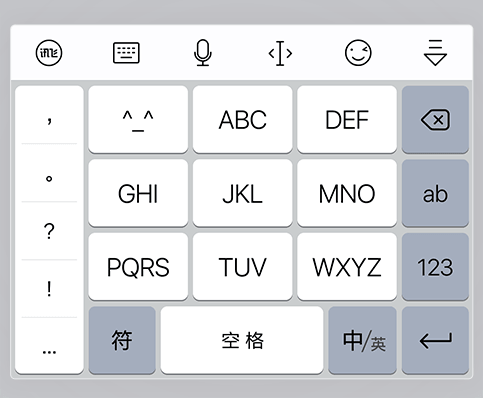 ，
^_^
ABC
DEF
。
GHI
JKL
MNO
ab
?
PQRS
TUV
WXYZ
123
!
...
符
空格
中/英